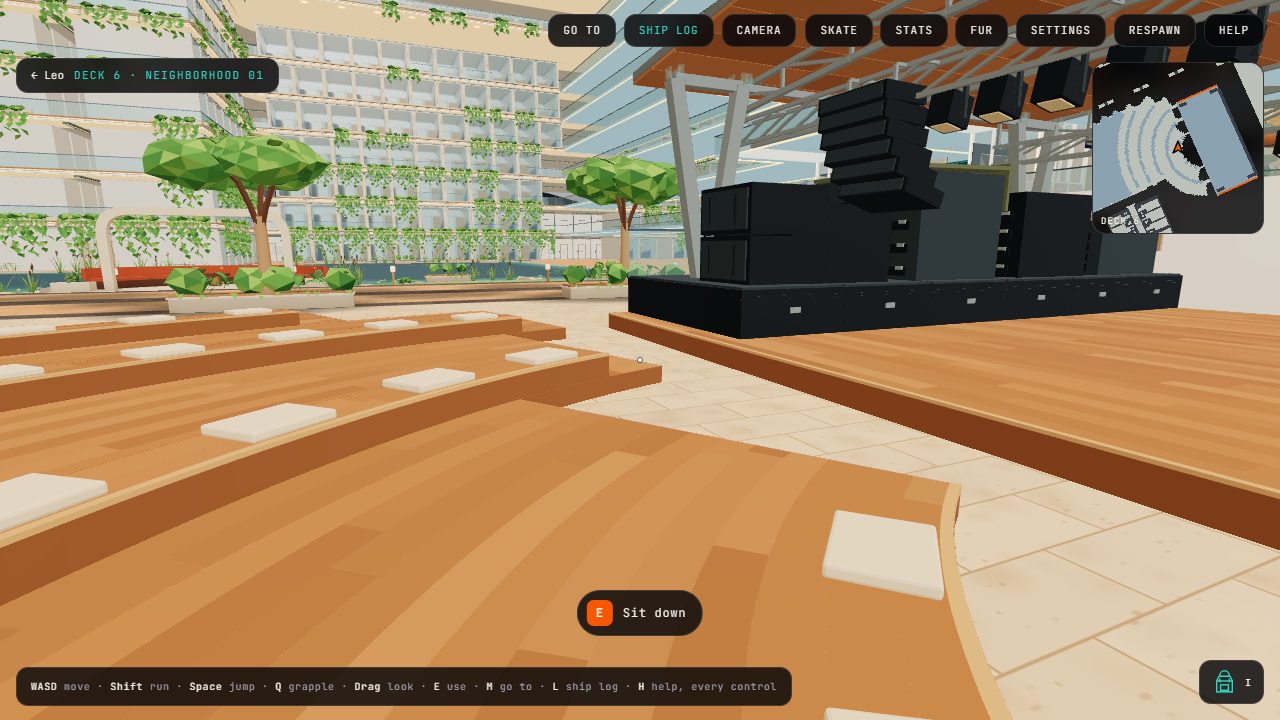 GO TO
SHIP LOG
CAMERA
SKATE
STATS
FUR
SETTINGS
RESPAWN
HELP
← Leo DECK 6 · NEIGHBORHOOD 01
DECK
E Sit down
WASD move · Shift run · Space jump · Q grapple · Drag look · E use · M go to · L ship log · H help, every control
I